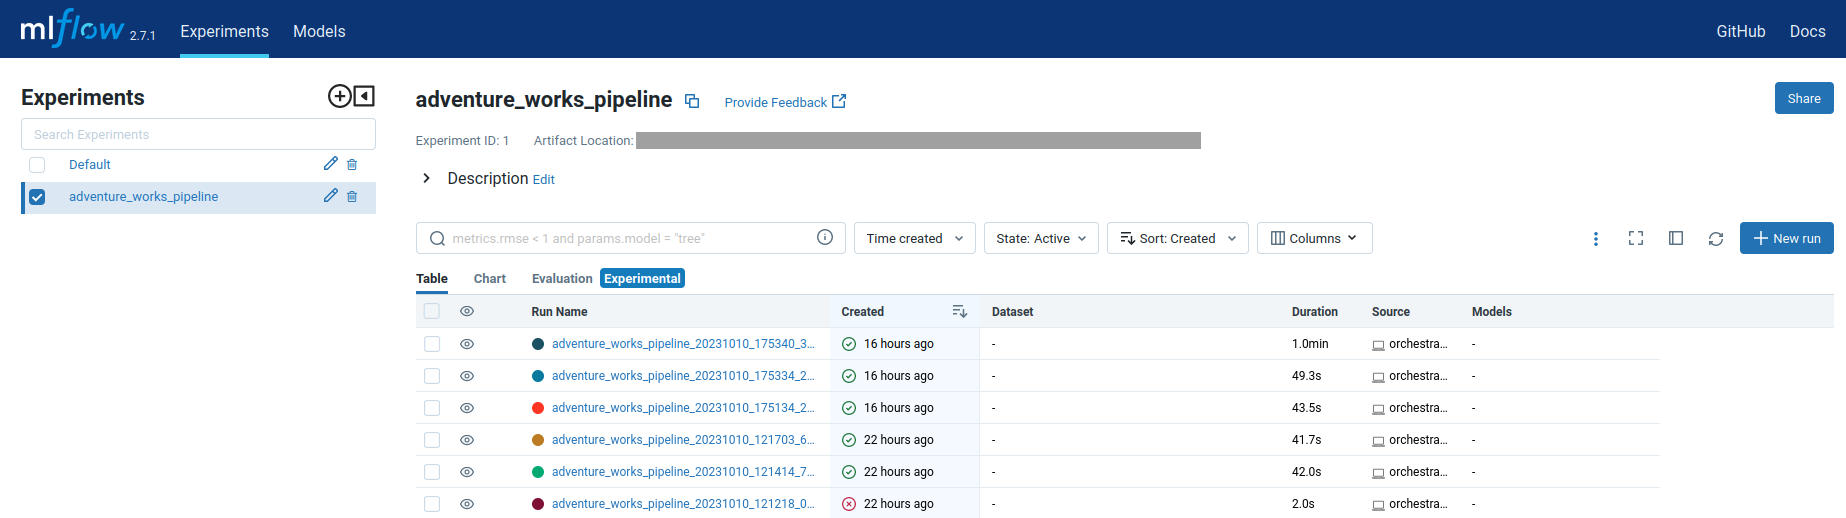 mlflow 2.7.1 Experiments Models GitHub Docs
Experiments
Search Experiments
Default
adventure_works_pipeline
adventure_works_pipeline Provide Feedback Share
Experiment ID: 1 Artifact Location:
Description Edit
metrics.rmse < 1 and params.model = "tree" Time created State: Active Sort: Created Columns New run
Table Chart Evaluation Experimental
Run Name Created Dataset Duration Source Models
adventure_works_pipeline_20231010_175340_3... 16 hours ago - 1.0min orchestra... -
adventure_works_pipeline_20231010_175334_2... 16 hours ago - 49.3s orchestra... -
adventure_works_pipeline_20231010_175134_2... 16 hours ago - 43.5s orchestra... -
adventure_works_pipeline_20231010_121703_6... 22 hours ago - 41.7s orchestra... -
adventure_works_pipeline_20231010_121414_7... 22 hours ago - 42.0s orchestra... -
adventure_works_pipeline_20231010_121218_0... 22 hours ago - 2.0s orchestra... -